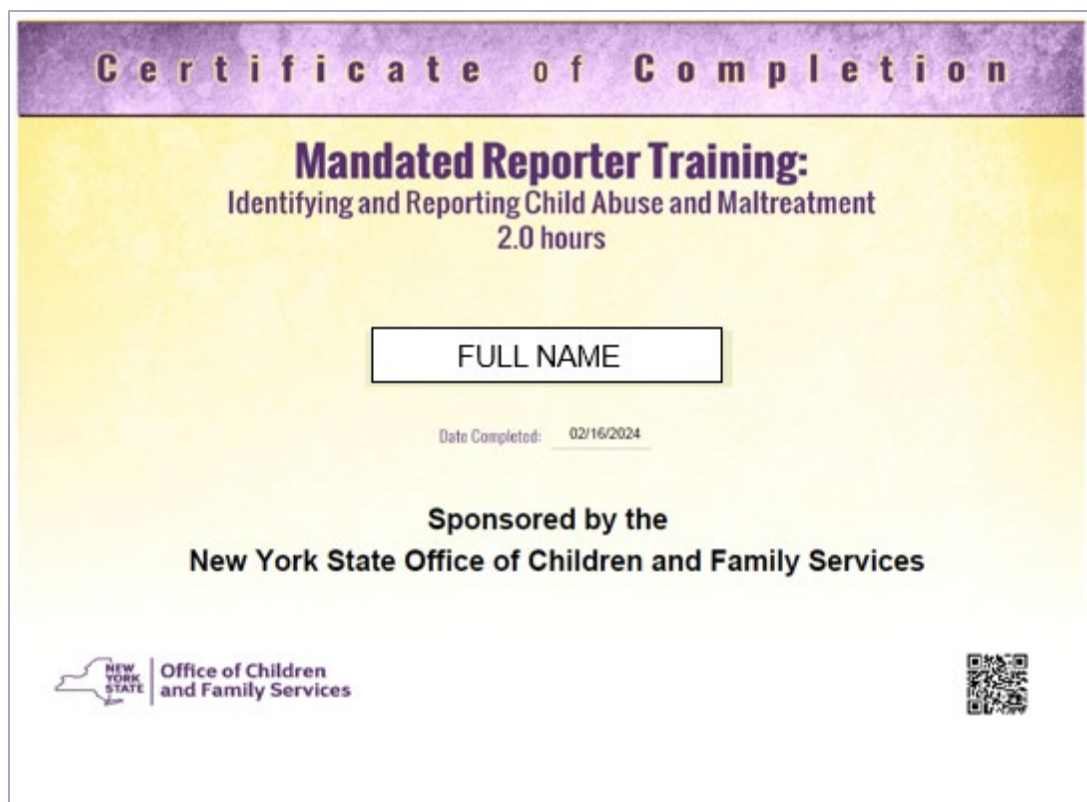 Certificate of Completion
Mandated Reporter Training:
Identifying and Reporting Child Abuse and Maltreatment
2.0 hours
FULL NAME
Date Completed: 02/16/2024
Sponsored by the
New York State Office of Children and Family Services
NEW
YORK
STATE
Office of Children
and Family Services